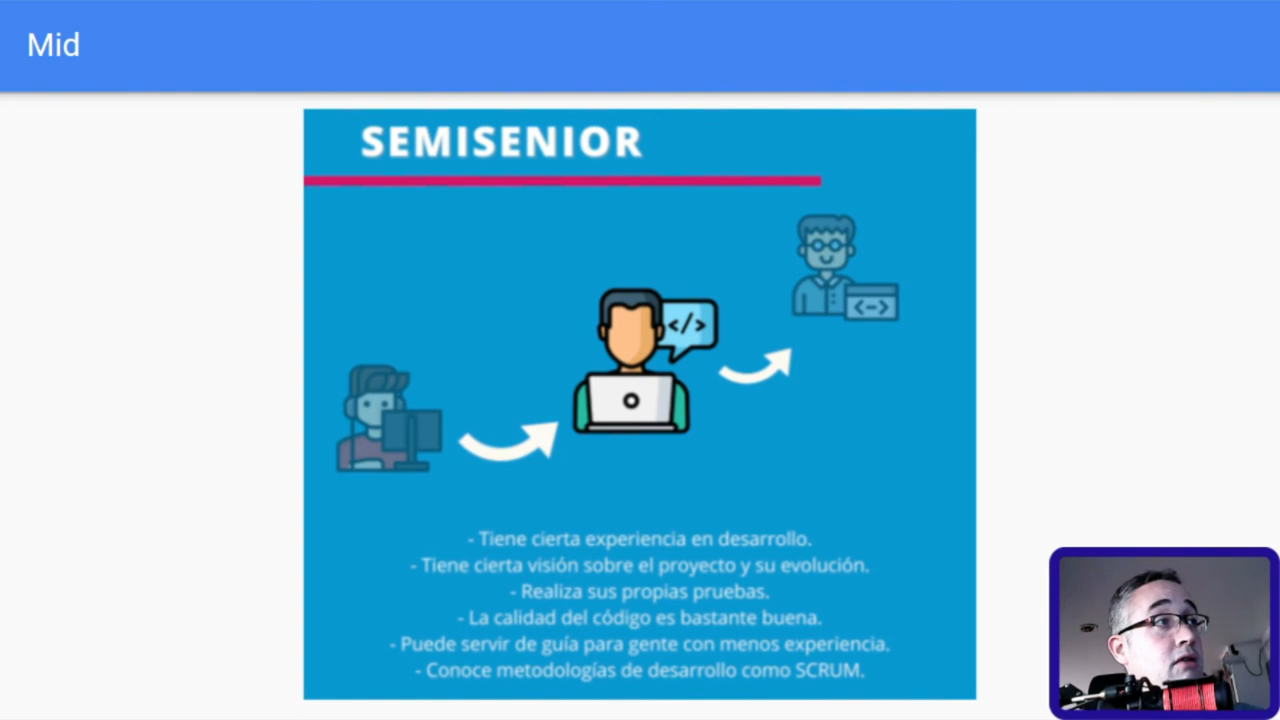 Mid
SEMISENIOR
</>
<->
- Tiene cierta experiencia en desarrollo.
- Tiene cierta visión sobre el proyecto y su evolución.
- Realiza sus propias pruebas.
- La calidad del código es bastante buena.
- Puede servir de guía para gente con menos experiencia.
- Conoce metodologías de desarrollo como SCRUM.